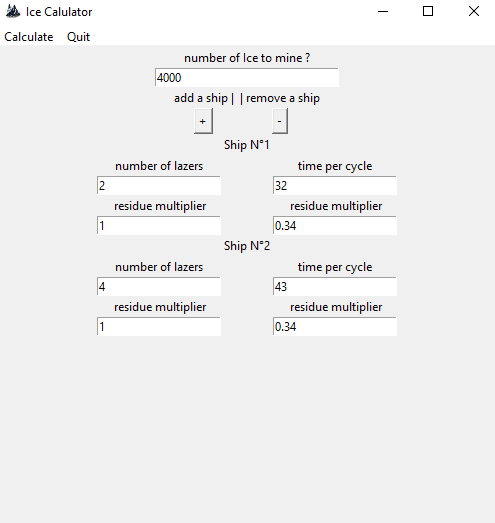 Ice Calulator
Calculate Quit
number of Ice to mine ?
4000
add a ship | | remove a ship
+ -
Ship N°1
number of lazers time per cycle
2 32
residue multiplier residue multiplier
1 0.34
Ship N°2
number of lazers time per cycle
4 43
residue multiplier residue multiplier
1 0.34